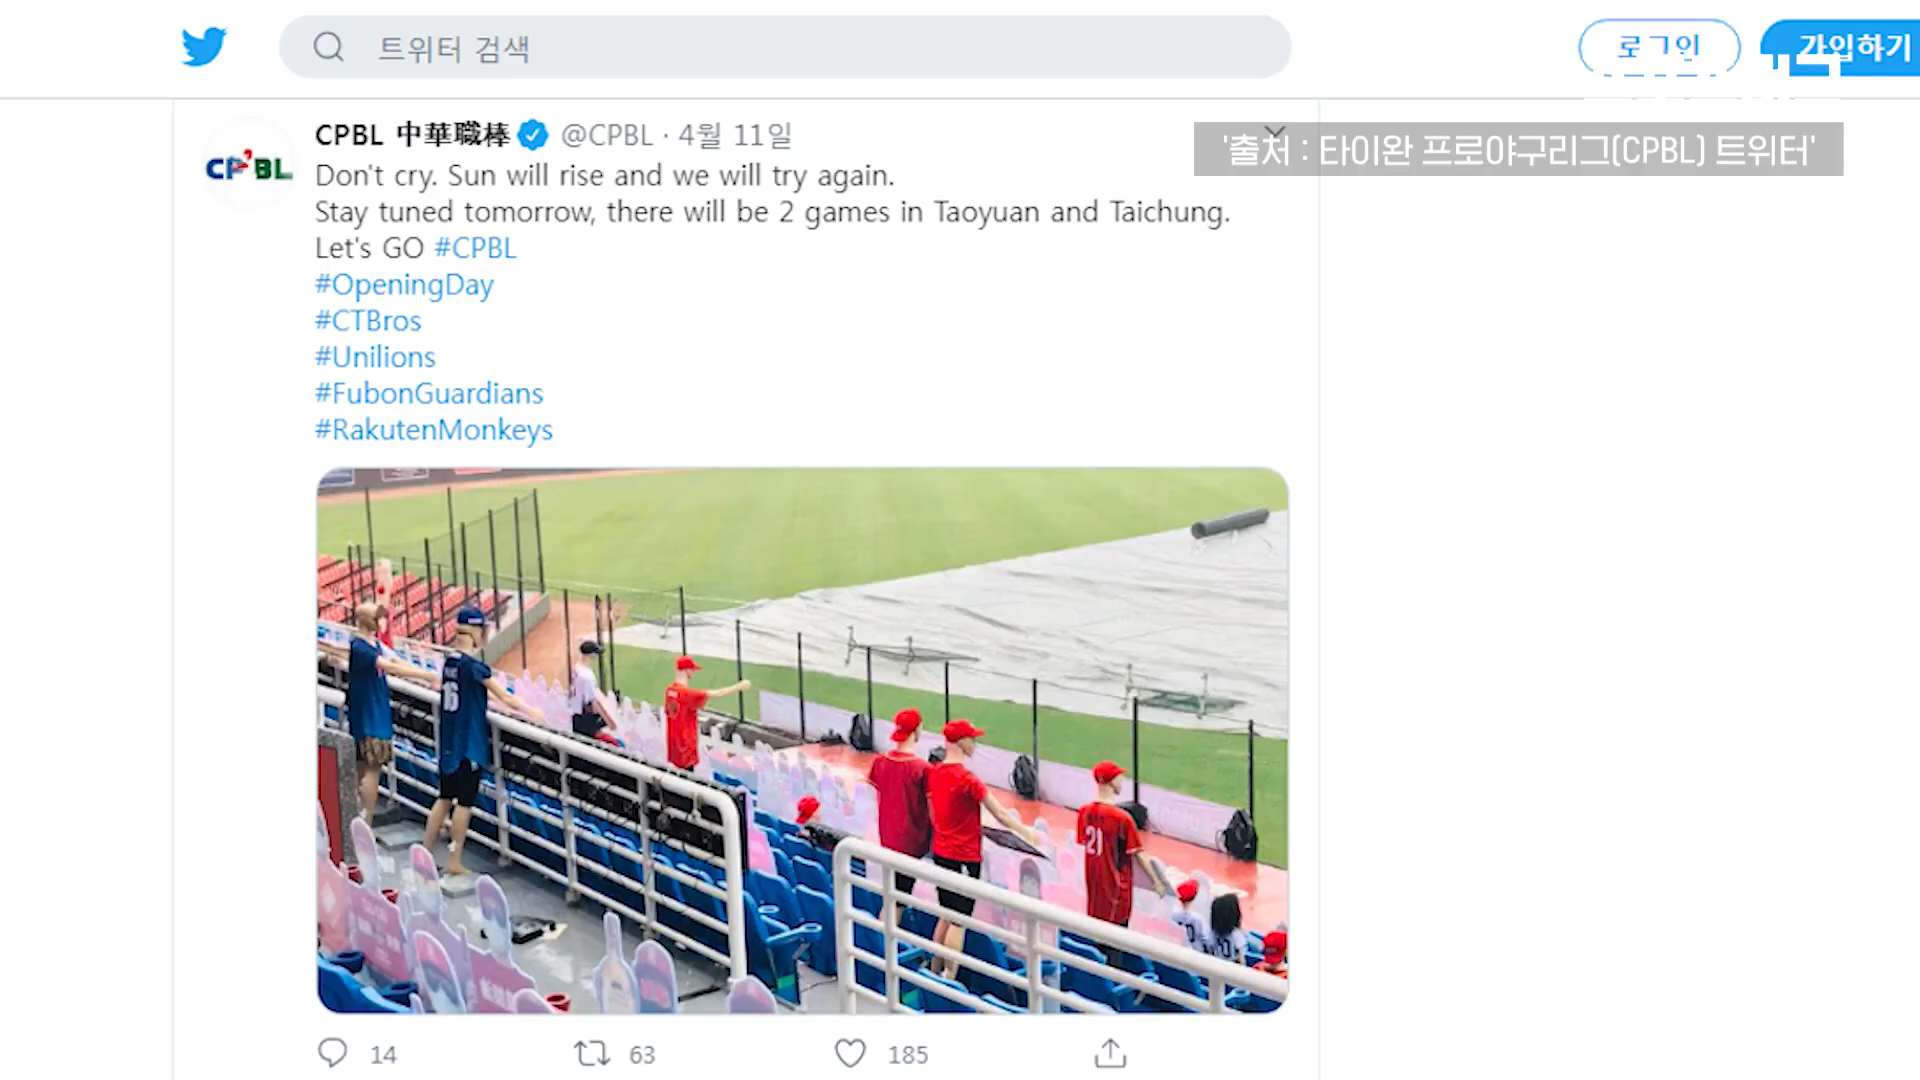 트위터 검색
로그인
가입하기
CPBL 中華職棒 @CPBL · 4월 11일
'출처 : 타이완 프로야구리그(CPBL) 트위터'
CPBL
Don't cry. Sun will rise and we will try again.
Stay tuned tomorrow, there will be 2 games in Taoyuan and Taichung.
Let's GO #CPBL
#OpeningDay
#CTBros
#Unilions
#FubonGuardians
#RakutenMonkeys
16
21
14
63
185